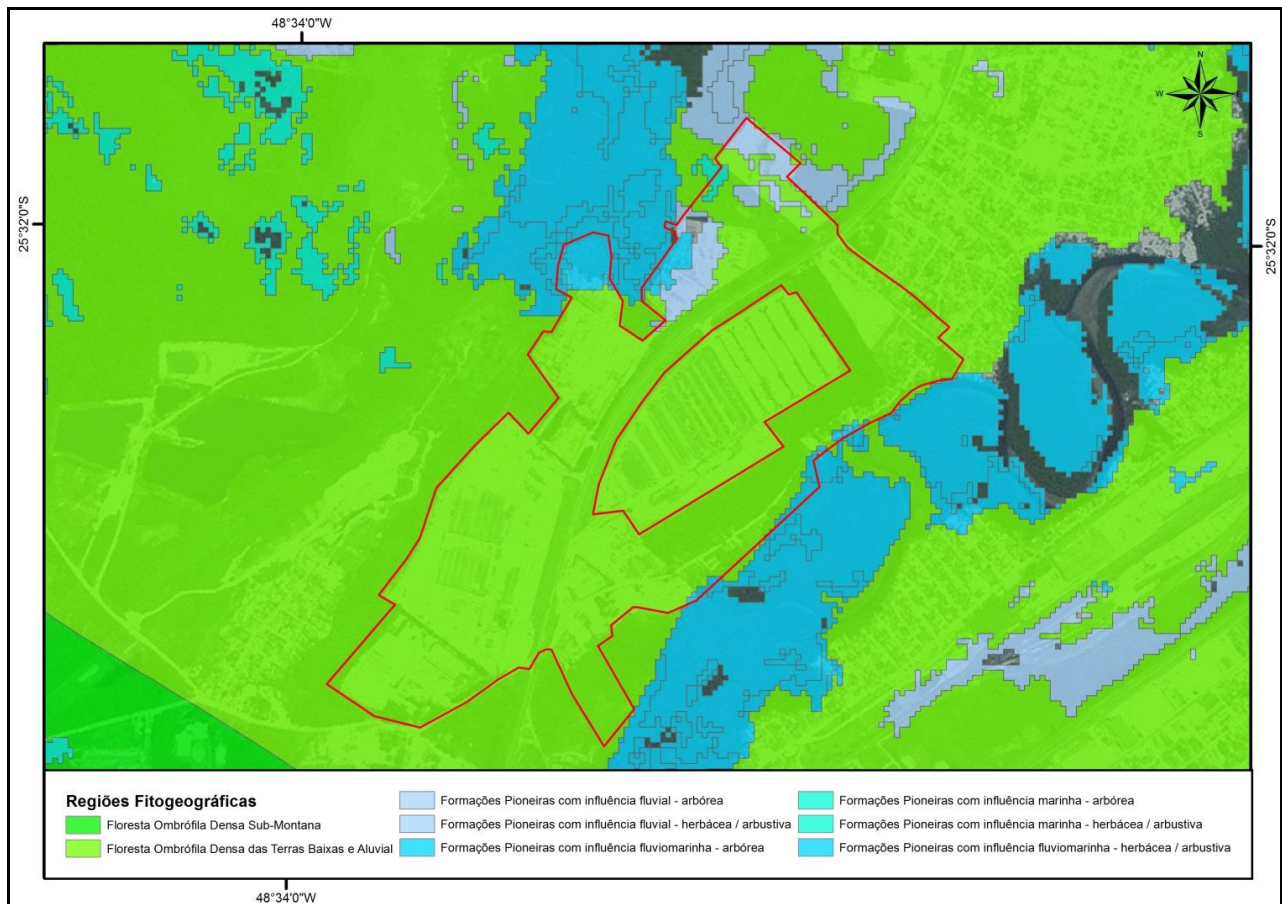 48°34'0"W
N
W E
S
25°32'0"S
25°32'0"S
Regiões Fitogeográficas
Floresta Ombrófila Densa Sub-Montana
Floresta Ombrófila Densa das Terras Baixas e Aluvial
Formações Pioneiras com influência fluvial - arbórea
Formações Pioneiras com influência fluvial - herbácea / arbustiva
Formações Pioneiras com influência fluviomarinha - arbórea
Formações Pioneiras com influência marinha - arbórea
Formações Pioneiras com influência marinha - herbácea / arbustiva
Formações Pioneiras com influência fluviomarinha - herbácea / arbustiva
48°34'0"W